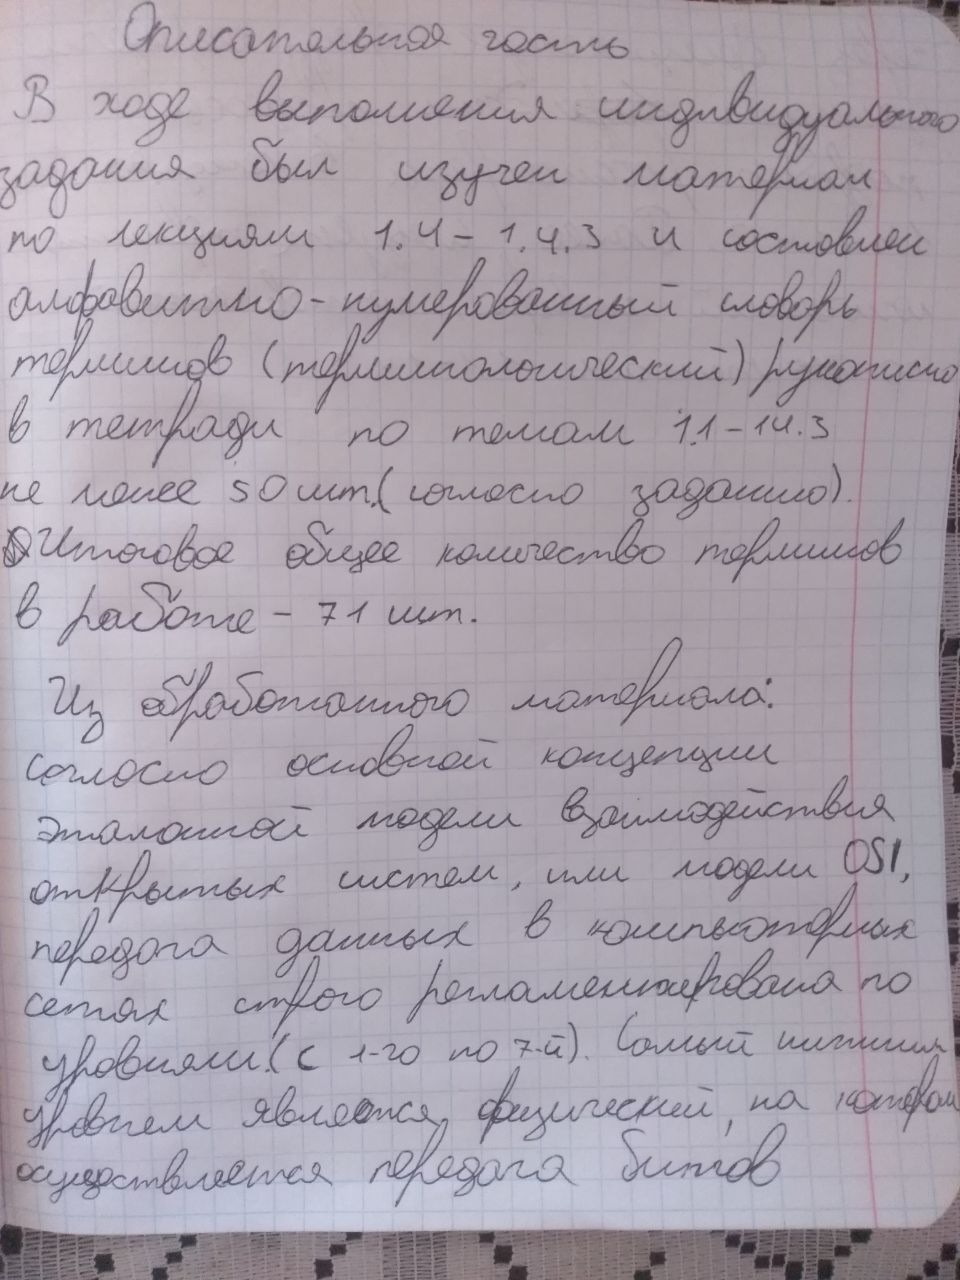 Описательная часть
В ходе выполнения индивидуального
задания был изучен материал
по лекциям 1.4 – 1.4.3 и составлен
алфавитно-нумерованный словарь
терминов (терминологический) рукописно
в тетради по темам 1.1 – 1.4.3
не менее 50 шт. (согласно заданию).
Итоговое общее количество терминов
в работе – 71 шт.
Из обработанного материала:
согласно основной концепции
эталонной модели взаимодействия
открытых систем, или модели OSI,
передача данных в компьютерных
сетях строго регламентирована по
уровням. (с 1-го по 7-й). Самый нижним
уровнем является физический, на котором
осуществляется передача битов